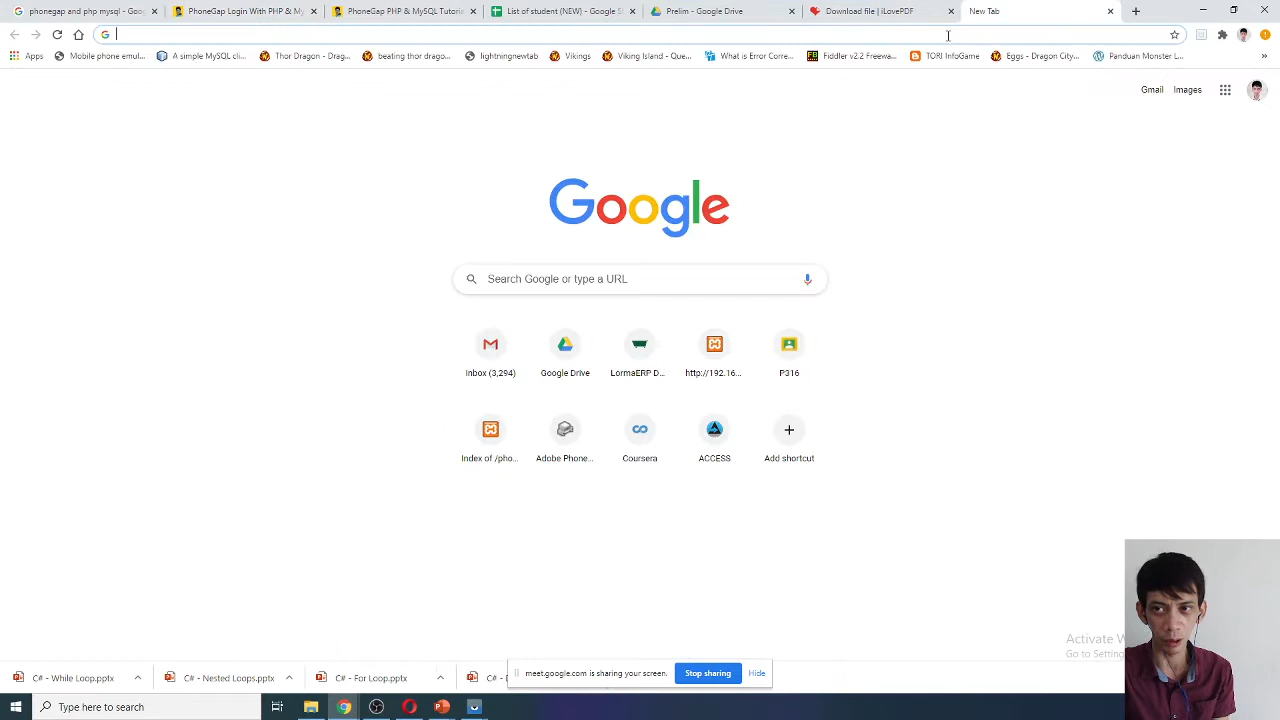 phonegap and php mysql - Goo
PhoneGap Login With PHP & My
PhoneGap PHP & MySQL Tutoria
List of student (NEW) - Google S
Prelim - Google Drive
Download file | iLovePDF
New Tab
Apps
Mobile phone emul...
A simple MySQL cli...
Thor Dragon - Drag...
beating thor drago...
lightningnewtab
Vikings
Viking Island - Que...
What is Error Corre...
Fiddler v2.2 Freewa...
TORI InfoGame
Eggs - Dragon City...
Panduan Monster L...
Gmail
Images
Google
Search Google or type a URL
Inbox (3,294)
Google Drive
LormaERP D...
http://192.16...
P316
Index of /pho...
Adobe Phone...
Coursera
ACCESS
Add shortcut
Activate W
Go to Setting
C# - While Loop.pptx
C# - Nested Loops.pptx
C# - For Loop.pptx
C# - D
meet.google.com is sharing your screen.
Stop sharing
Hide
Type here to search